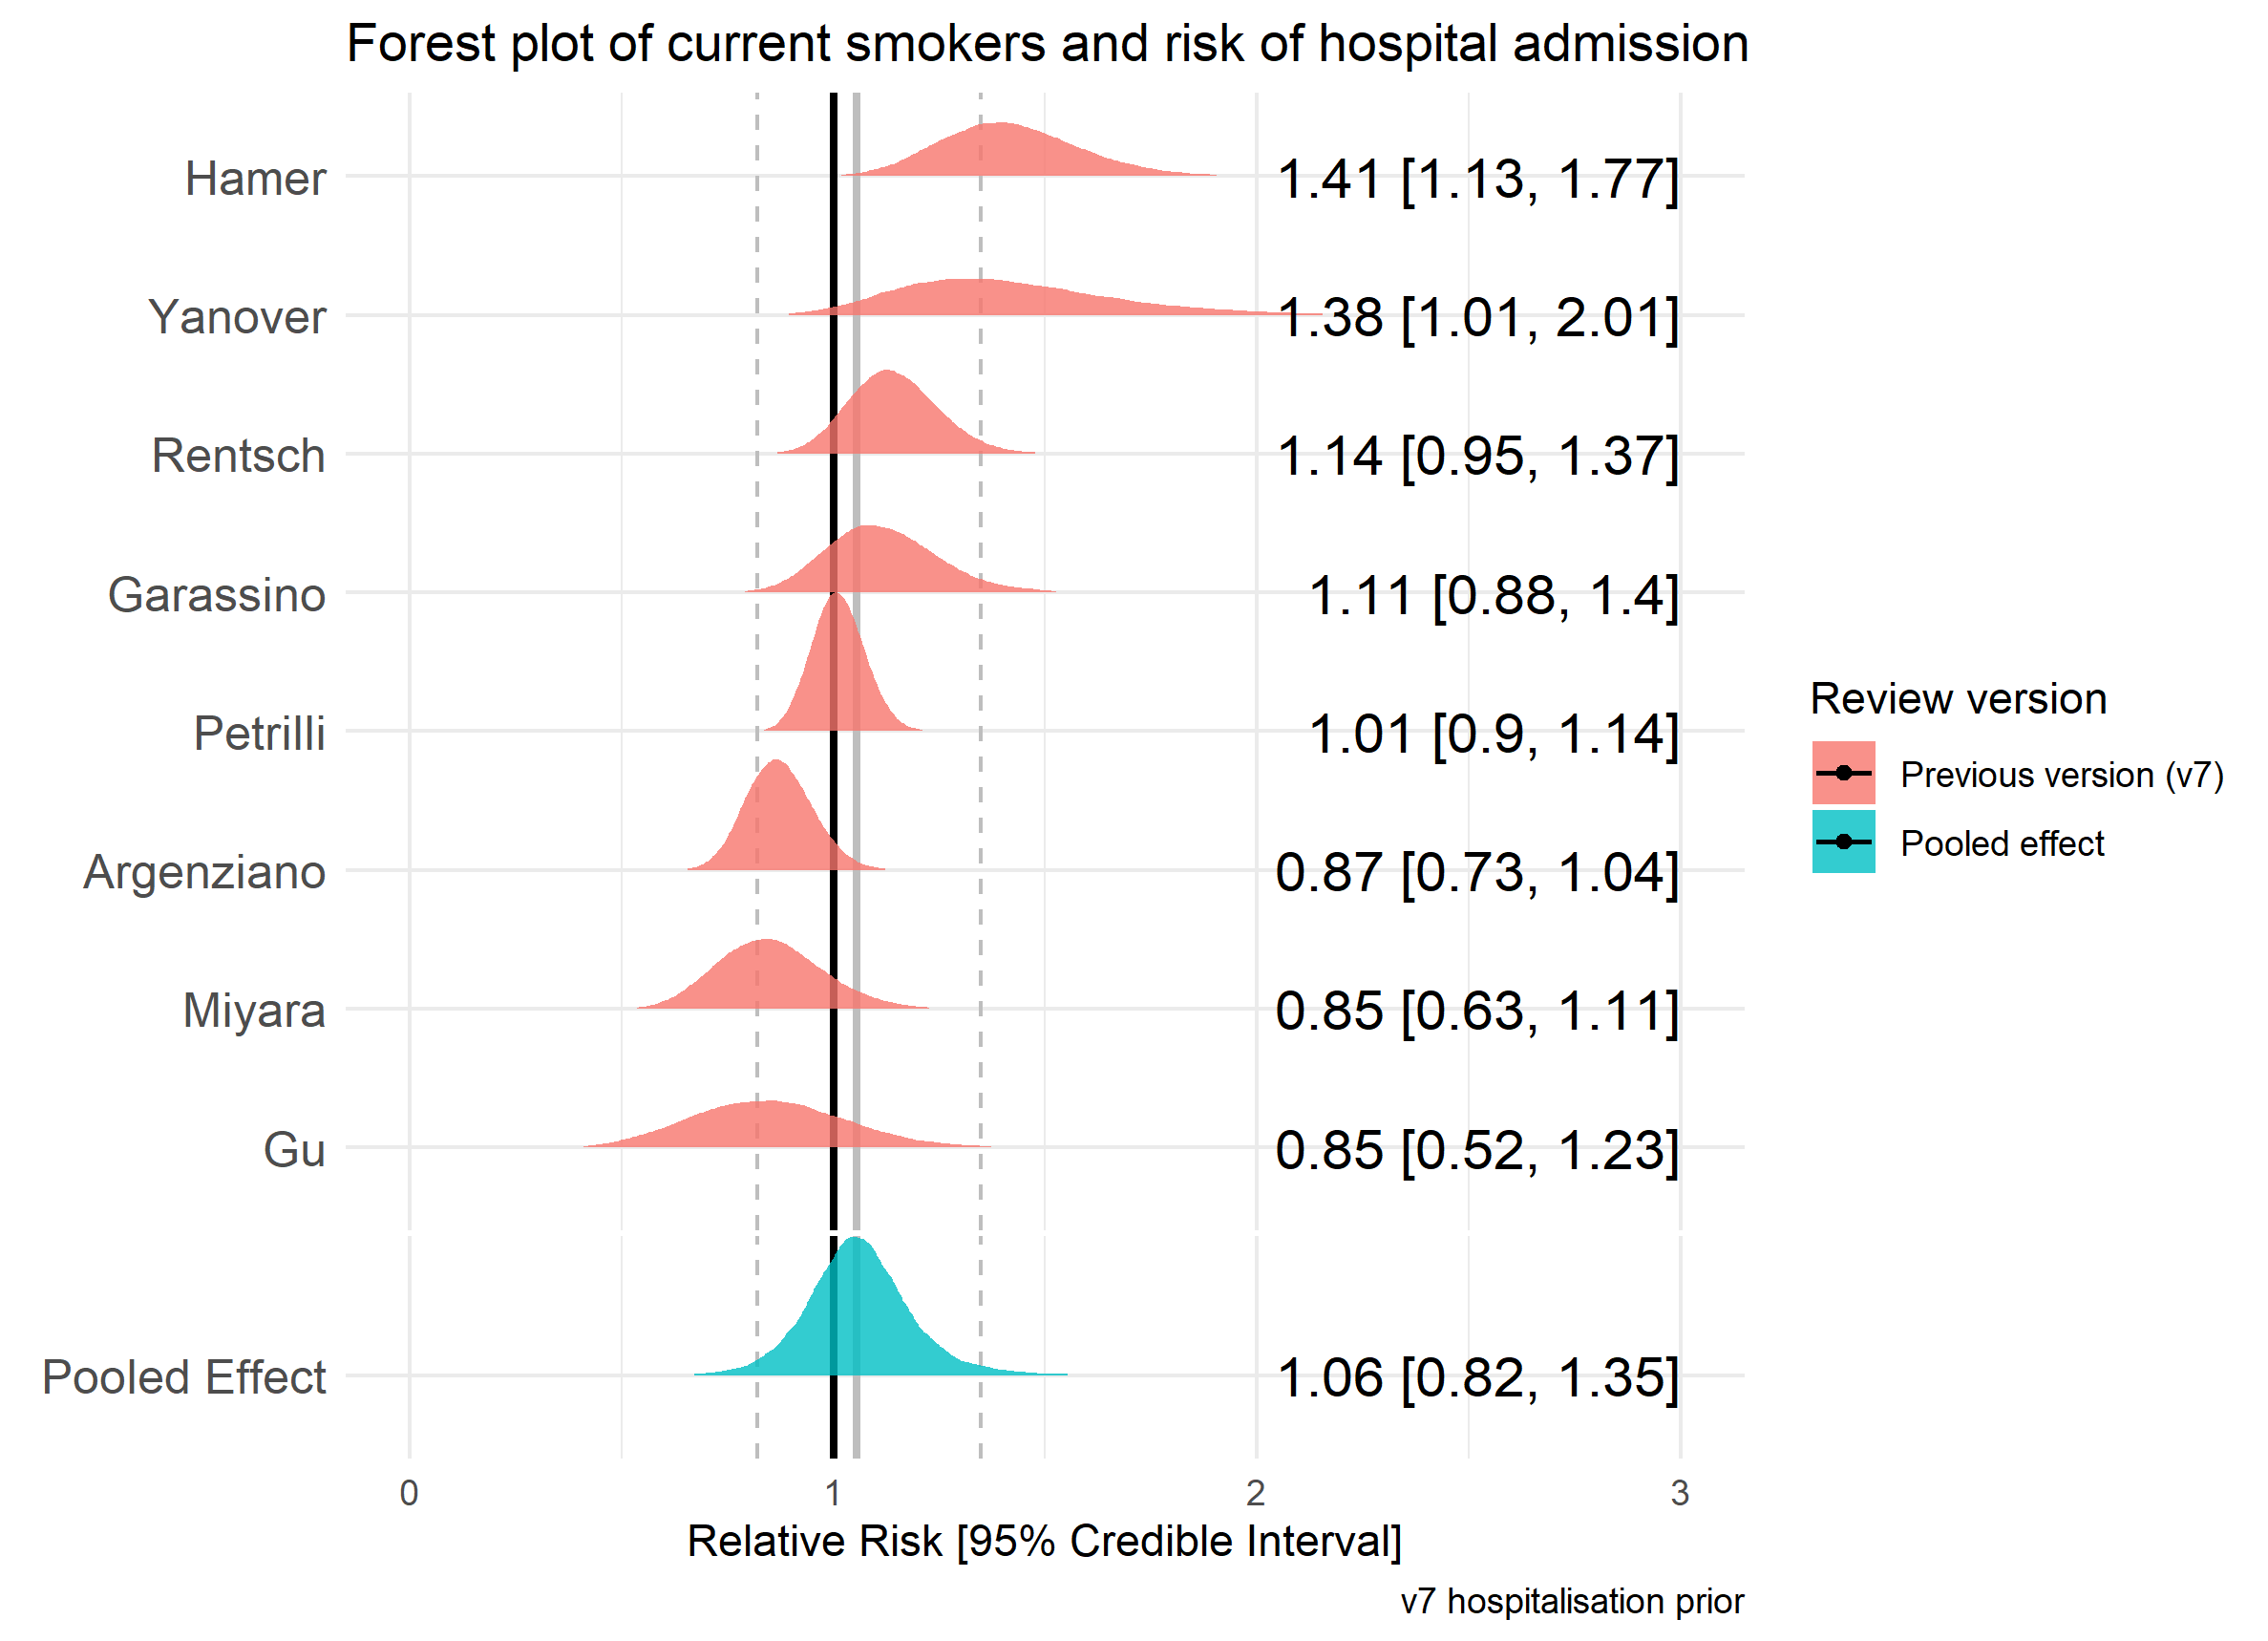 Forest plot of current smokers and risk of hospital admission
Hamer 1.41 [1.13, 1.77]
Yanover 1.38 [1.01, 2.01]
Rentsch 1.14 [0.95, 1.37]
Garassino 1.11 [0.88, 1.4]
Petrilli 1.01 [0.9, 1.14]
Argenziano 0.87 [0.73, 1.04]
Miyara 0.85 [0.63, 1.11]
Gu 0.85 [0.52, 1.23]
Pooled Effect 1.06 [0.82, 1.35]
0 1 2 3
Relative Risk [95% Credible Interval]
v7 hospitalisation prior
Review version
Previous version (v7)
Pooled effect